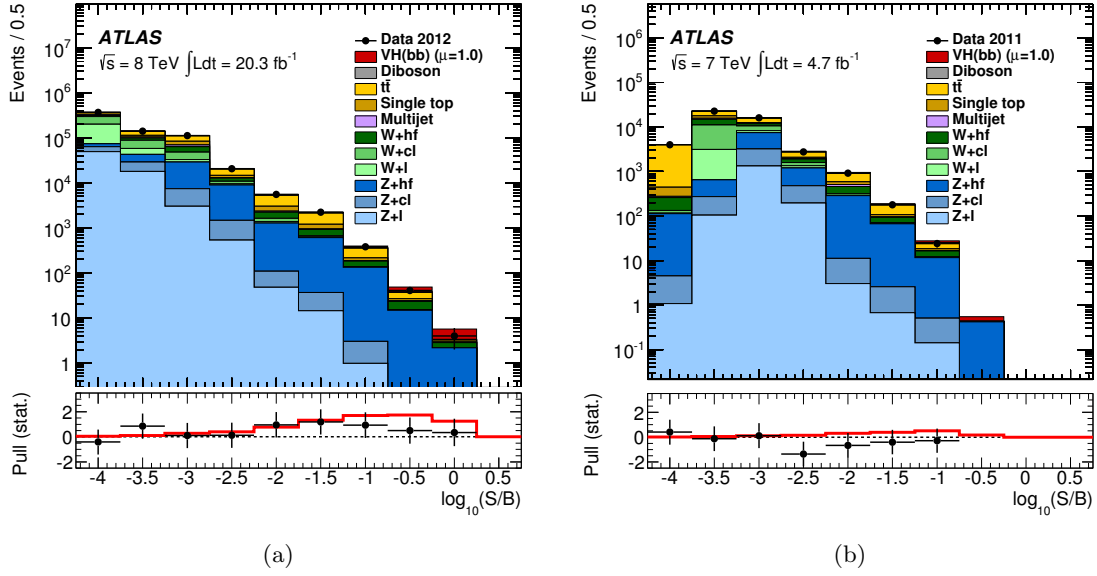 Events / 0.5
10⁷
10⁶
10⁵
10⁴
10³
10²
10
1
ATLAS
√s = 8 TeV ∫Ldt = 20.3 fb⁻¹
Data 2012
VH(bb) (μ=1.0)
Diboson
tt̄
Single top
Multijet
W+hf
W+cl
W+l
Z+hf
Z+cl
Z+l
Pull (stat.)
2
0
−2
-4 -3.5 -3 -2.5 -2 -1.5 -1 -0.5 0 0.5
log₁₀(S/B)
(a)
Events / 0.5
10⁶
10⁵
10⁴
10³
10²
10
1
10⁻¹
ATLAS
√s = 7 TeV ∫Ldt = 4.7 fb⁻¹
Data 2011
VH(bb) (μ=1.0)
Diboson
tt̄
Single top
Multijet
W+hf
W+cl
W+l
Z+hf
Z+cl
Z+l
Pull (stat.)
2
0
−2
-4 -3.5 -3 -2.5 -2 -1.5 -1 -0.5 0 0.5
log₁₀(S/B)
(b)